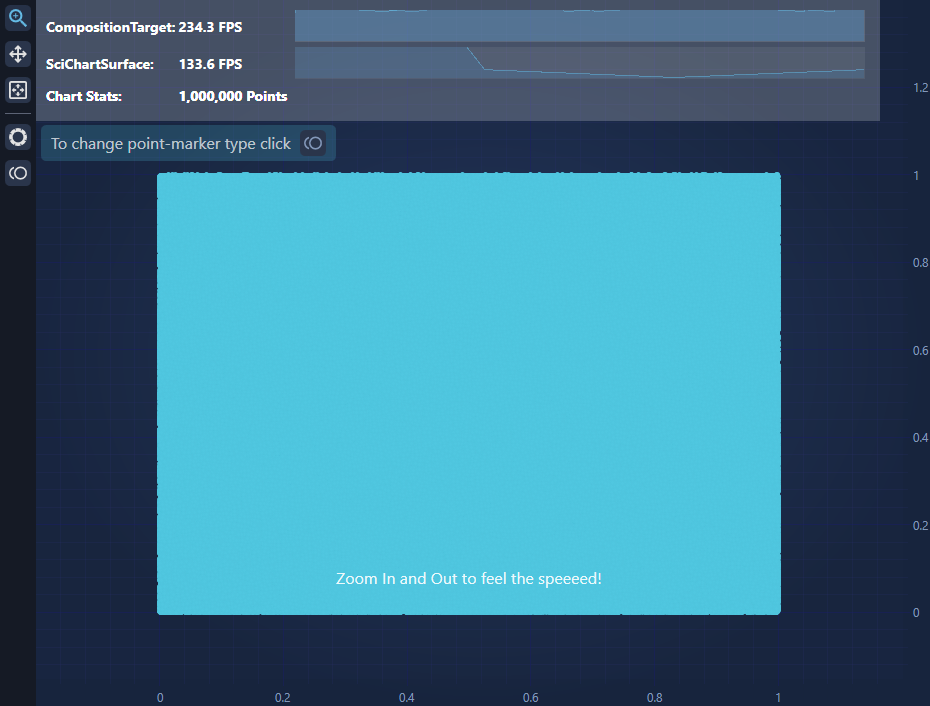 CompositionTarget: 234.3 FPS
SciChartSurface: 133.6 FPS
Chart Stats: 1,000,000 Points
To change point-marker type click
1.2
1
0.8
0.6
0.4
0.2
0
Zoom In and Out to feel the speeeed!
0 0.2 0.4 0.6 0.8 1